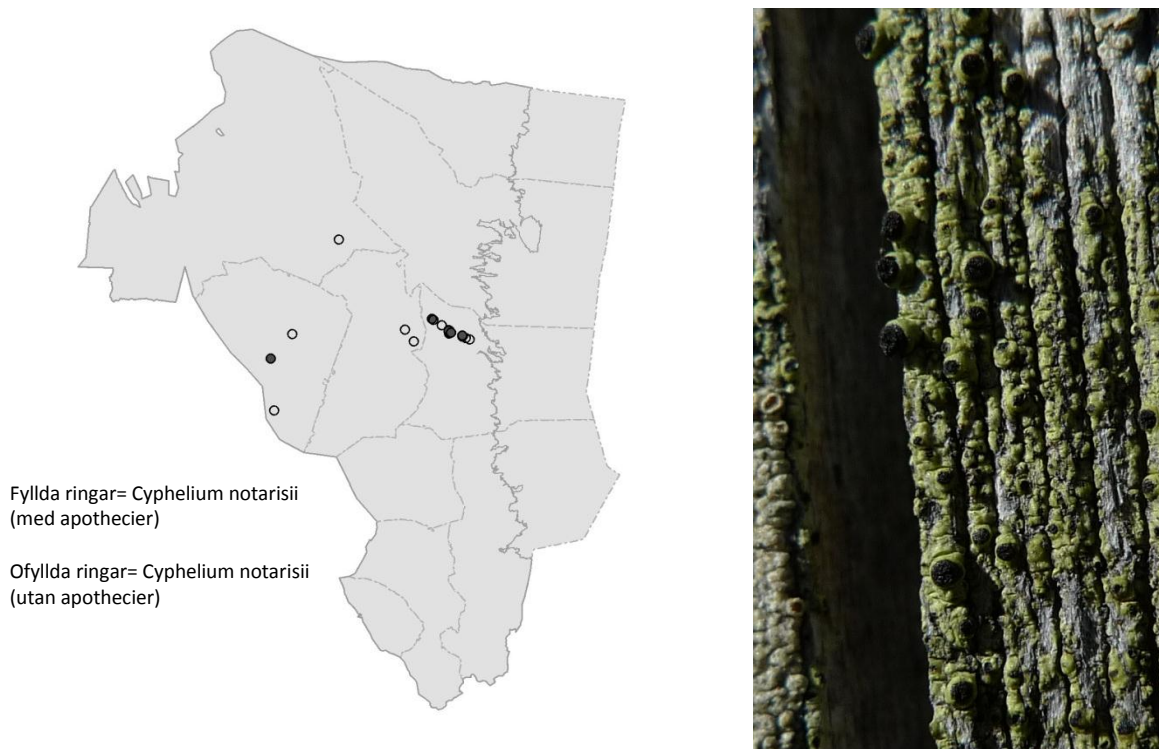 Fyllda ringar= Cyphelium notarisii
(med apothecier)
Ofyllda ringar= Cyphelium notarisii
(utan apothecier)